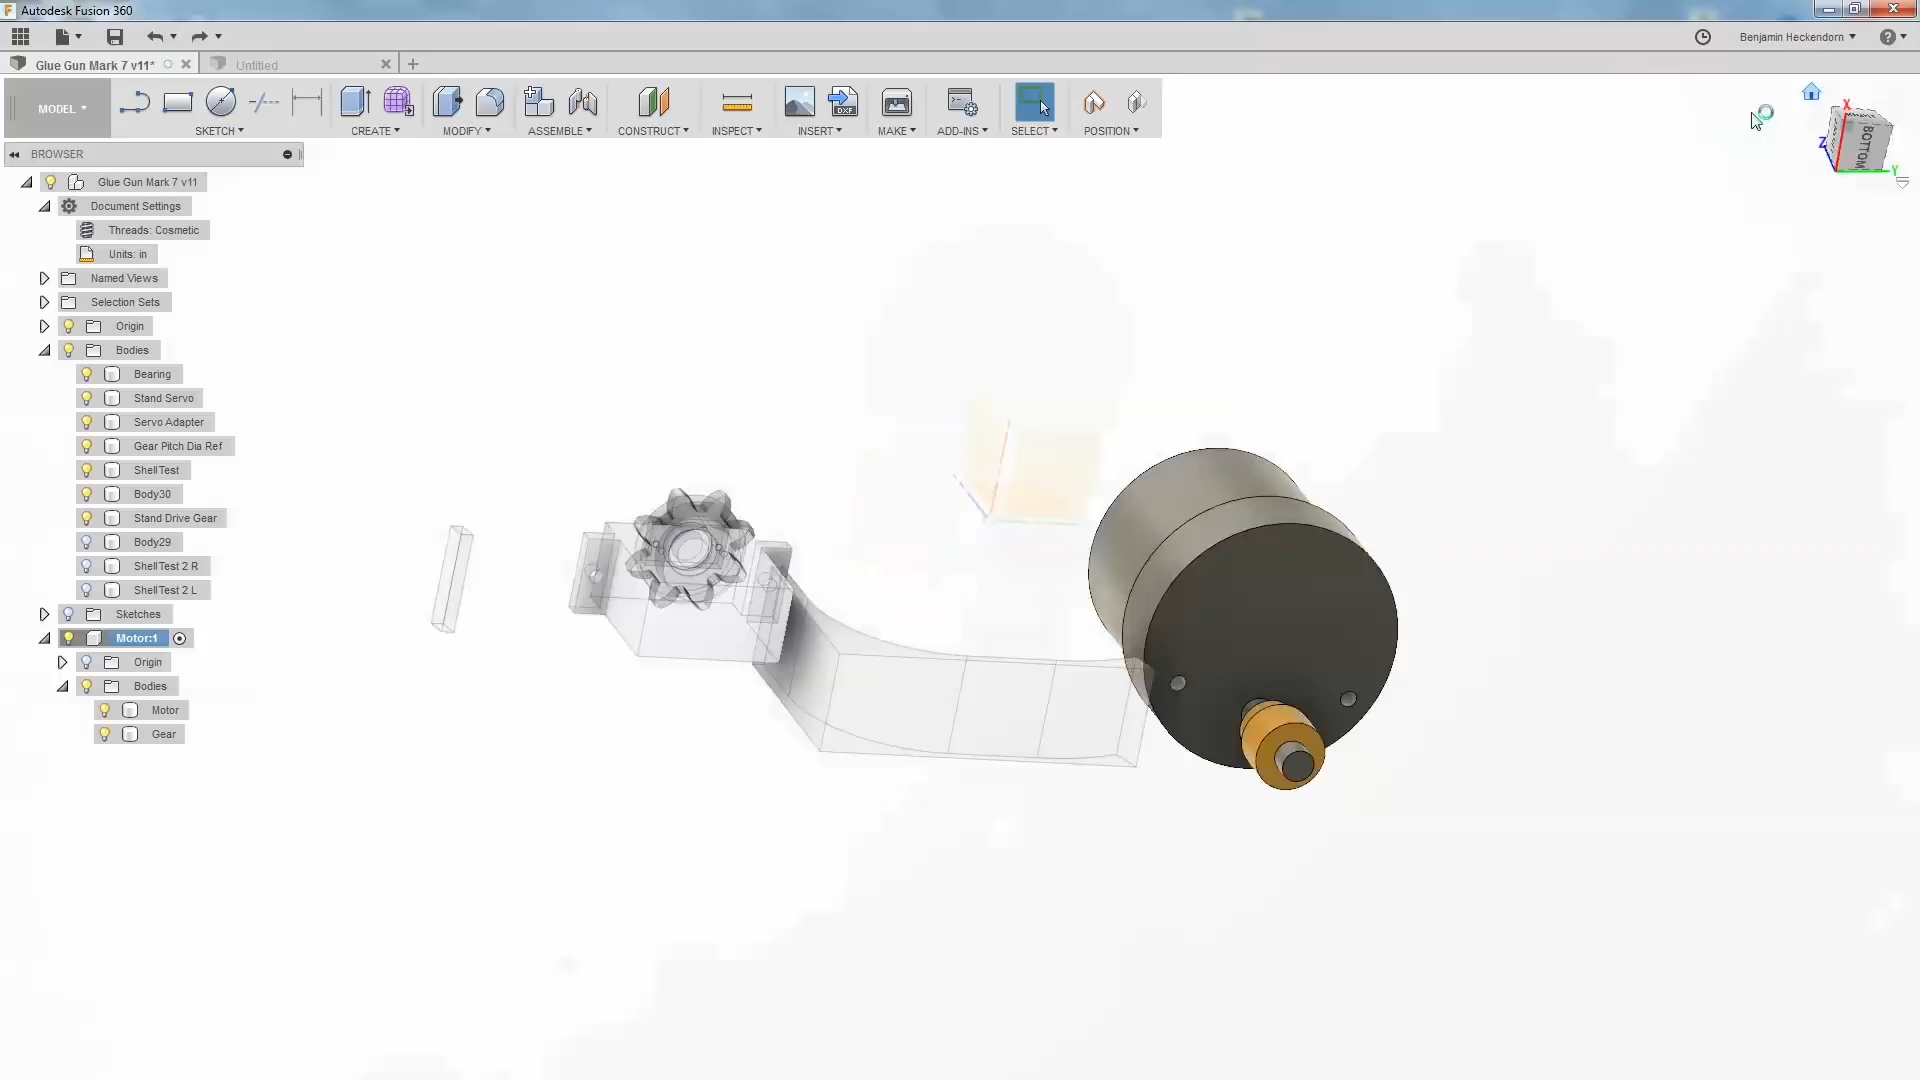 Autodesk Fusion 360
Benjamin Heckendorn
Glue Gun Mark 7 v11*
Untitled
MODEL
SKETCH
CREATE
MODIFY
ASSEMBLE
CONSTRUCT
INSPECT
INSERT
MAKE
ADD-INS
SELECT
POSITION
DXF
X
Z
Y
BOTTOM
BROWSER
Glue Gun Mark 7 v11
Document Settings
Threads: Cosmetic
Units: in
Named Views
Selection Sets
Origin
Bodies
Bearing
Stand Servo
Servo Adapter
Gear Pitch Dia Ref
ShellTest
Body30
Stand Drive Gear
Body29
ShellTest 2 R
ShellTest 2 L
Sketches
Motor:1
Origin
Bodies
Motor
Gear